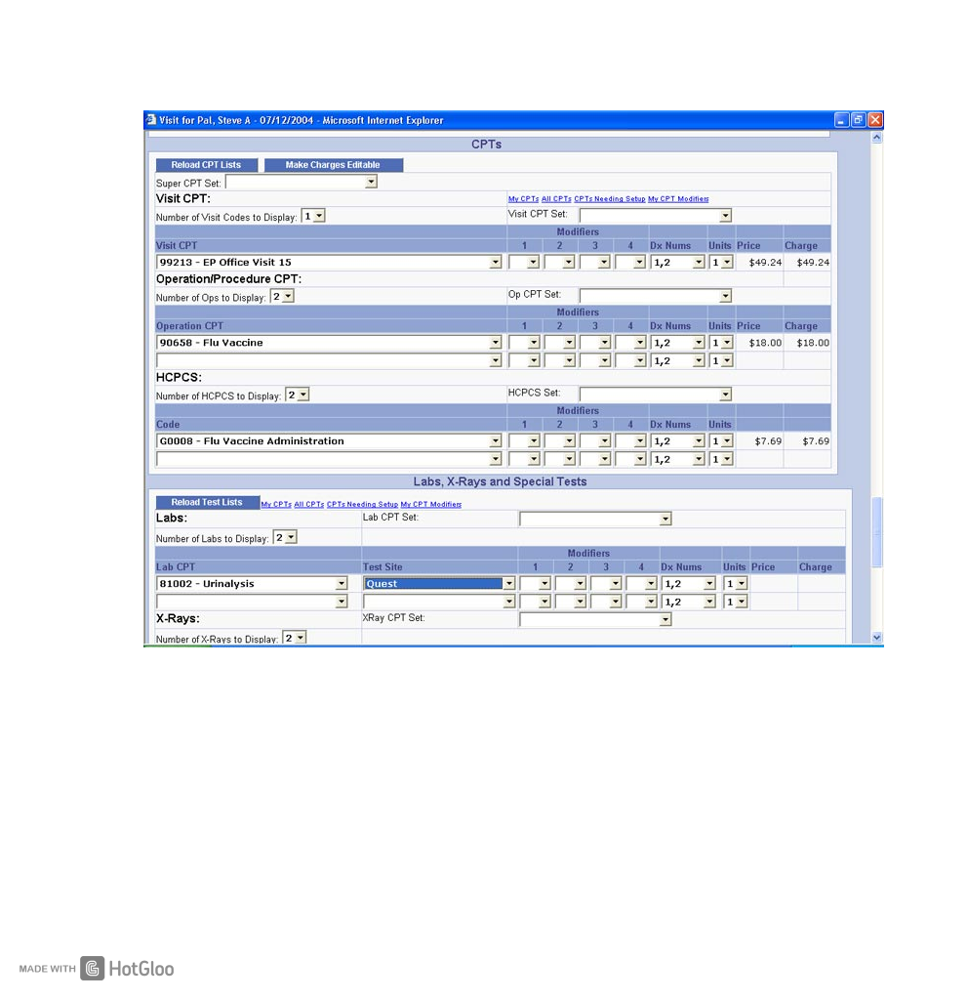 Visit for Pal, Steve A - 07/12/2004 - Microsoft Internet Explorer
CPTs
Reload CPT Lists Make Charges Editable
Super CPT Set:
Visit CPT: My CPTs All CPTs CPTs Needing Setup My CPT Modifiers
Number of Visit Codes to Display: 1 Visit CPT Set:
Modifiers
Visit CPT 1 2 3 4 Dx Nums Units Price Charge
99213 - EP Office Visit 15 1,2 1 $49.24 $49.24
Operation/Procedure CPT:
Number of Ops to Display: 2 Op CPT Set:
Modifiers
Operation CPT 1 2 3 4 Dx Nums Units Price Charge
90658 - Flu Vaccine 1,2 1 $18.00 $18.00
1,2 1
HCPCS:
Number of HCPCS to Display: 2 HCPCS Set:
Modifiers
Code 1 2 3 4 Dx Nums Units
G0008 - Flu Vaccine Administration 1,2 1 $7.69 $7.69
1,2 1
Labs, X-Rays and Special Tests
Reload Test Lists My CPTs All CPTs CPTs Needing Setup My CPT Modifiers
Labs: Lab CPT Set:
Number of Labs to Display: 2
Modifiers
Lab CPT Test Site 1 2 3 4 Dx Nums Units Price Charge
81002 - Urinalysis Quest 1,2 1
1,2 1
X-Rays: XRay CPT Set:
Number of X-Rays to Display: 2
MADE WITH HotGloo